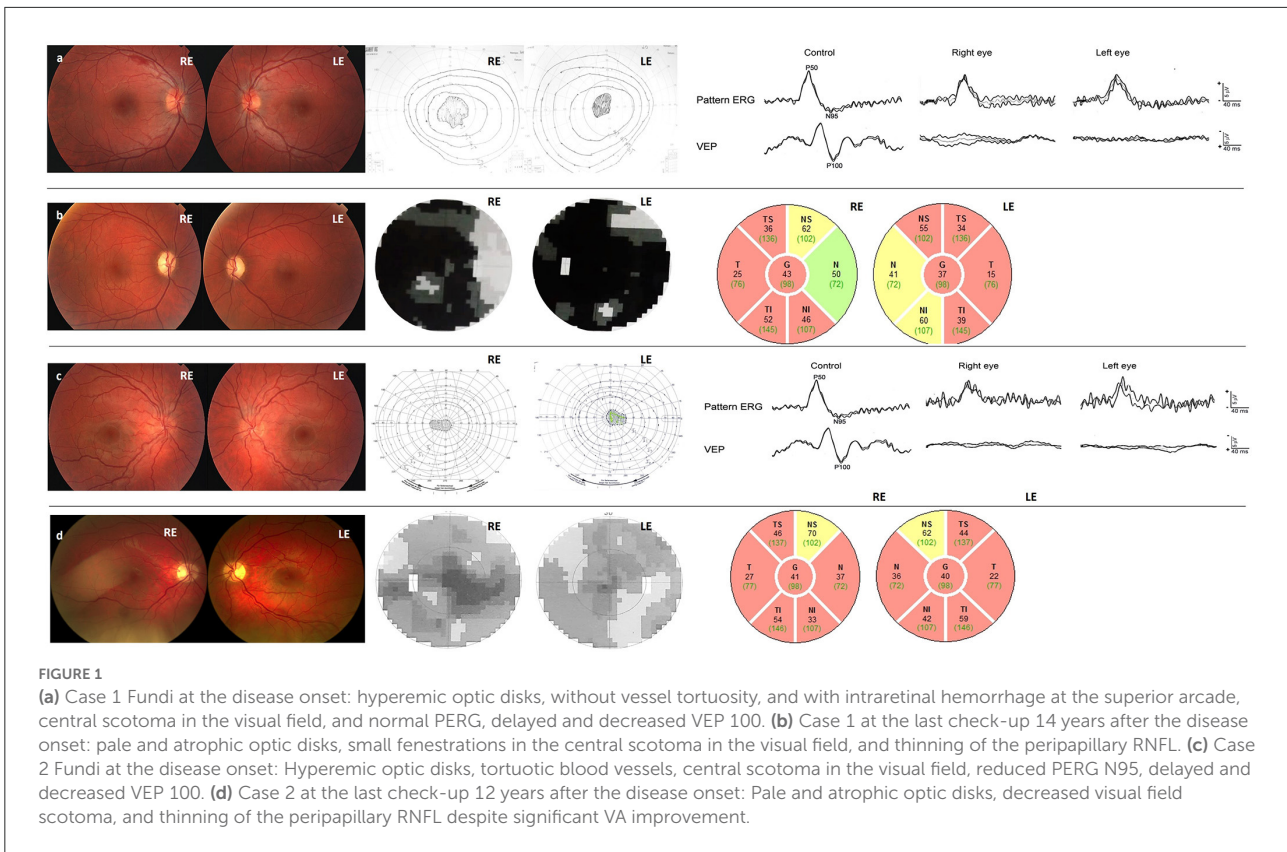 a
RE
LE
RE
LE
Control
Right eye
Left eye
P50
Pattern ERG
N95
+
5 µV
-
40 ms
VEP
P100
-
5 µV
+
40 ms
b
RE
LE
RE
LE
RE
LE
TS
36
(136)
NS
62
(102)
T
25
(76)
G
43
(98)
N
50
(72)
TI
52
(145)
NI
46
(107)
NS
55
(102)
TS
34
(136)
N
41
(72)
G
37
(98)
T
15
(76)
NI
60
(107)
TI
39
(145)
c
RE
LE
RE
LE
Control
Right eye
Left eye
P50
Pattern ERG
N95
+
5 µV
-
40 ms
VEP
P100
-
5 µV
+
40 ms
d
RE
LE
RE
LE
RE
LE
TS
46
(137)
NS
70
(102)
T
27
(77)
G
41
(98)
N
37
(72)
TI
54
(146)
NI
33
(107)
NS
62
(102)
TS
44
(137)
N
36
(72)
G
40
(98)
T
22
(77)
NI
42
(107)
TI
59
(146)
FIGURE 1
(a) Case 1 Fundi at the disease onset: hyperemic optic disks, without vessel tortuosity, and with intraretinal hemorrhage at the superior arcade,
central scotoma in the visual field, and normal PERG, delayed and decreased VEP 100. (b) Case 1 at the last check-up 14 years after the disease
onset: pale and atrophic optic disks, small fenestrations in the central scotoma in the visual field, and thinning of the peripapillary RNFL. (c) Case
2 Fundi at the disease onset: Hyperemic optic disks, tortuotic blood vessels, central scotoma in the visual field, reduced PERG N95, delayed and
decreased VEP 100. (d) Case 2 at the last check-up 12 years after the disease onset: Pale and atrophic optic disks, decreased visual field
scotoma, and thinning of the peripapillary RNFL despite significant VA improvement.